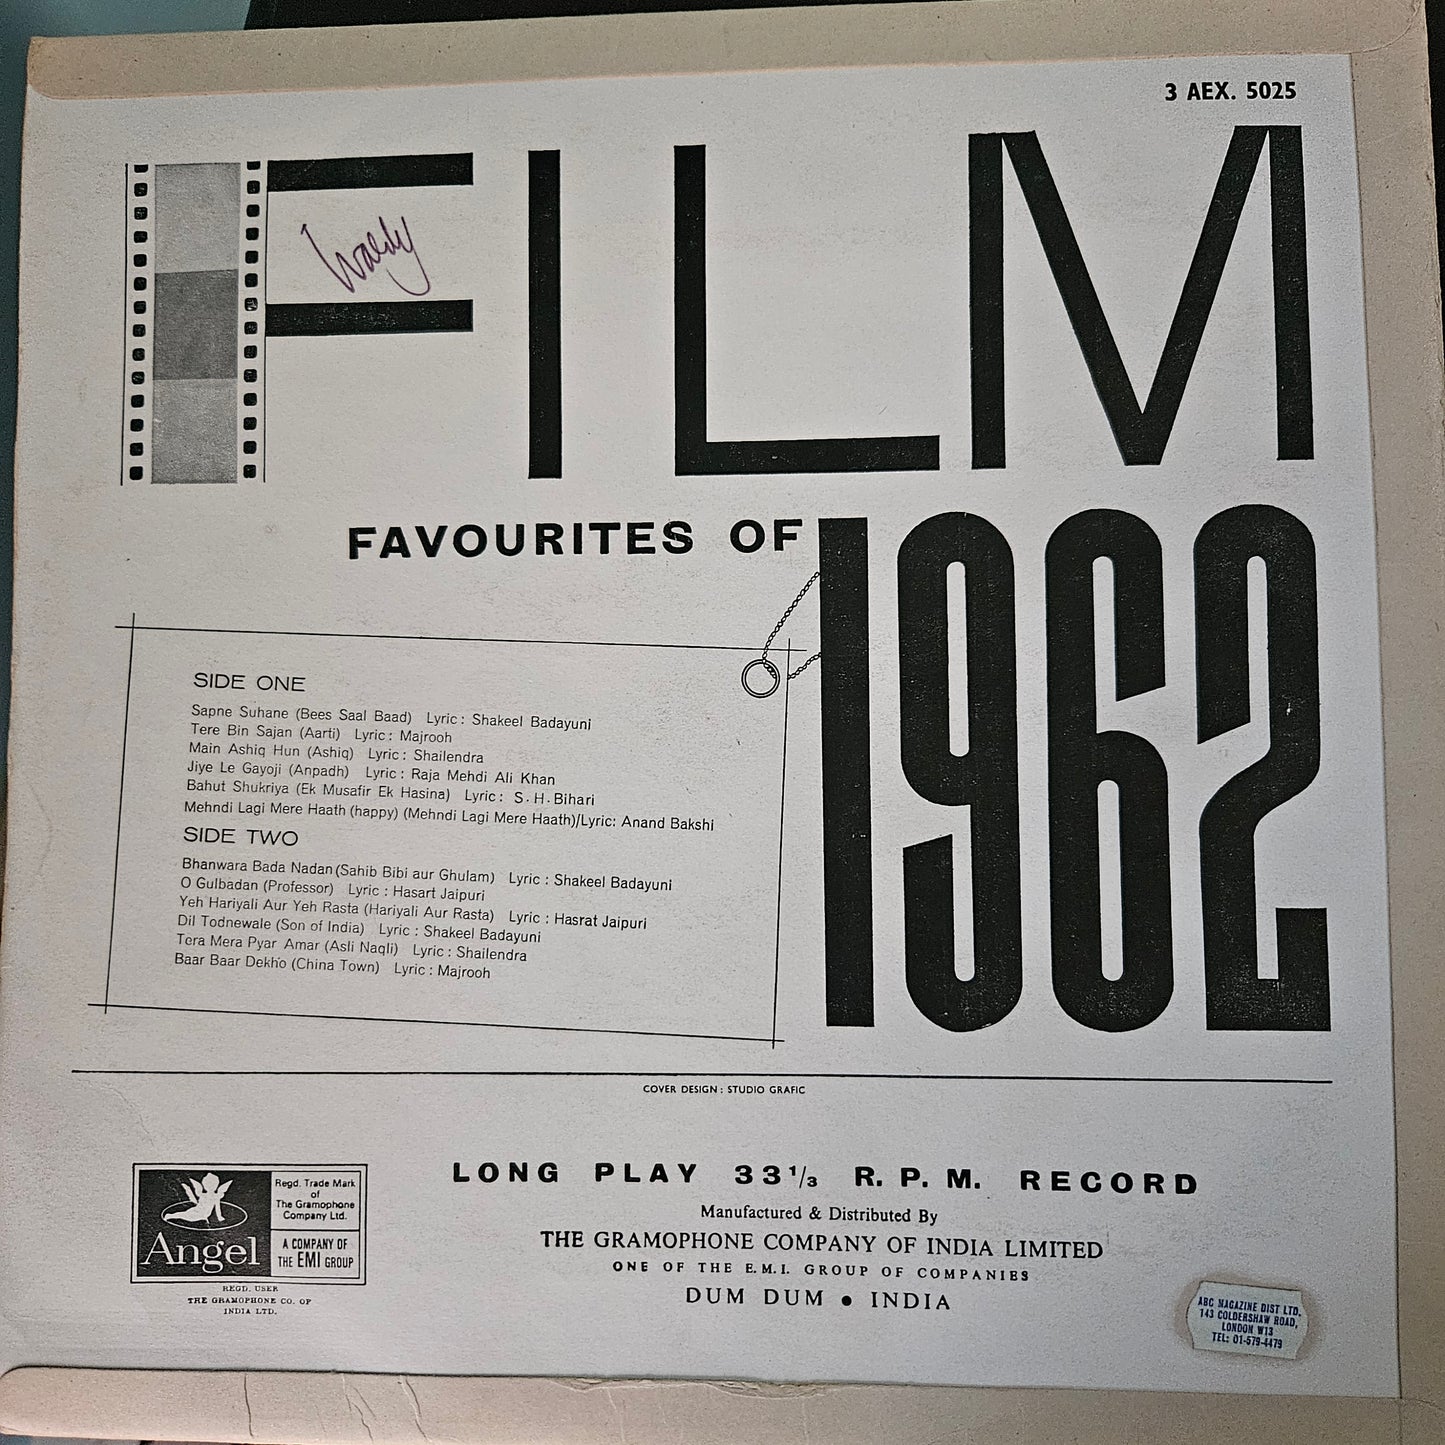 3 AEX. 5025
FILM
FAVOURITES OF
1962
SIDE ONE
Sapne Suhane (Bees Saal Baad) Lyric : Shakeel Badayuni
Tere Bin Sajan (Aarti) Lyric : Majrooh
Main Ashiq Hun (Ashiq) Lyric : Shailendra
Jiye Le Gayoji (Anpadh) Lyric : Raja Mehdi Ali Khan
Bahut Shukriya (Ek Musafir Ek Hasina) Lyric : S. H. Bihari
Mehndi Lagi Mere Haath (happy) (Mehndi Lagi Mere Haath)/Lyric: Anand Bakshi
SIDE TWO
Bhanwara Bada Nadan (Sahib Bibi aur Ghulam) Lyric : Shakeel Badayuni
O Gulbadan (Professor) Lyric : Hasart Jaipuri
Yeh Hariyali Aur Yeh Rasta (Hariyali Aur Rasta) Lyric : Hasrat Jaipuri
Dil Todnewale (Son of India) Lyric : Shakeel Badayuni
Tera Mera Pyar Amar (Asli Naqli) Lyric : Shailendra
Baar Baar Dekho (China Town) Lyric : Majrooh
COVER DESIGN : STUDIO GRAFIC
LONG PLAY 33 1/3 R. P. M. RECORD
Manufactured & Distributed By
THE GRAMOPHONE COMPANY OF INDIA LIMITED
ONE OF THE E.M.I. GROUP OF COMPANIES
DUM DUM • INDIA
Angel
Regd. Trade Mark
of
The Gramophone
Company Ltd.
A COMPANY OF
THE EMI GROUP
REGD. USER
THE GRAMOPHONE CO. OF
INDIA LTD.
ABC MAGAZINE DIST LTD.
143 COLDERSHAW ROAD,
LONDON W13
TEL: 01-579-4479